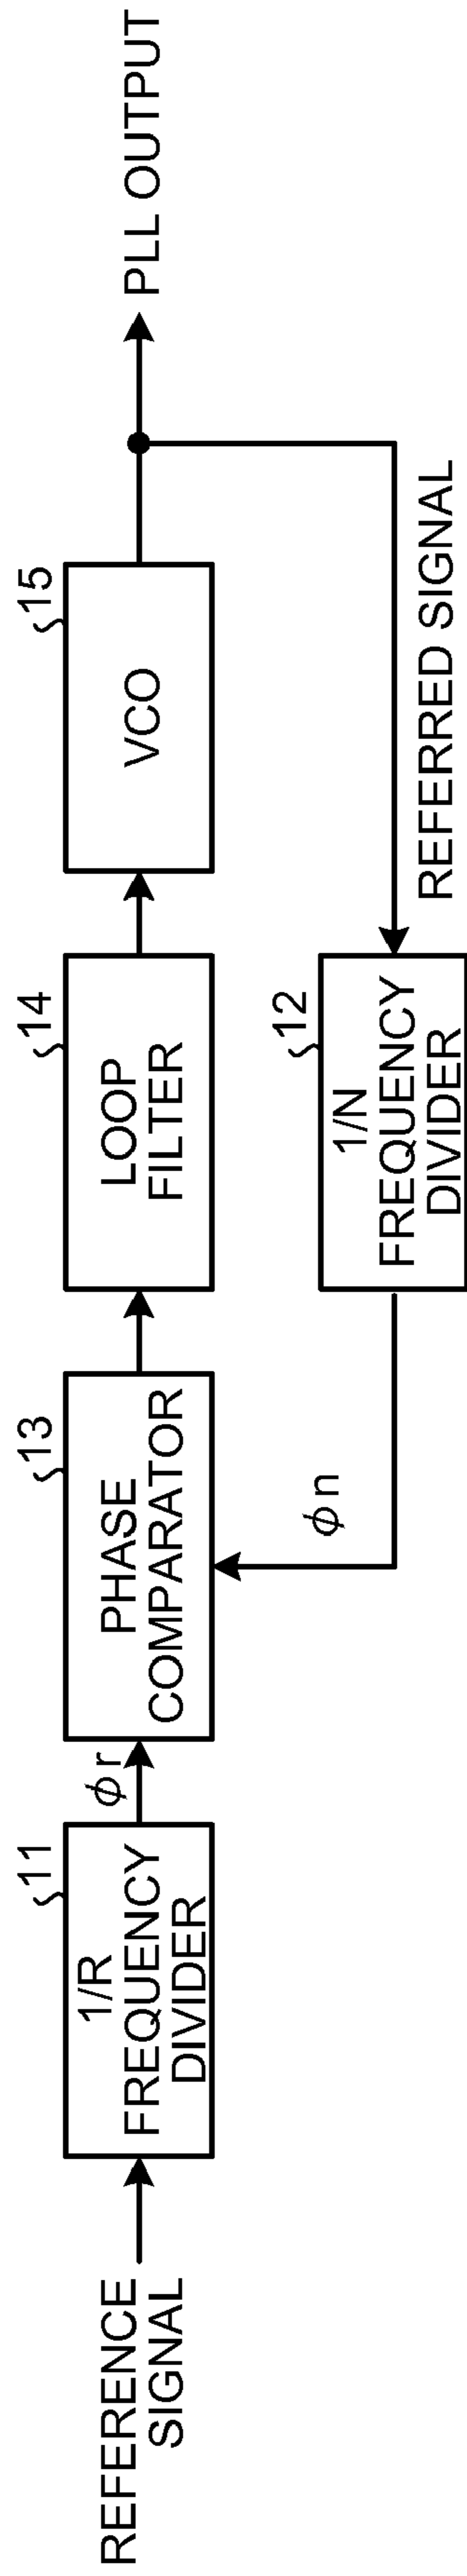 REFERENCE
SIGNAL
11
1/R
FREQUENCY
DIVIDER
ϕr
13
PHASE
COMPARATOR
14
LOOP
FILTER
15
VCO
PLL OUTPUT
ϕn
12
1/N
FREQUENCY
DIVIDER
REFERRED SIGNAL